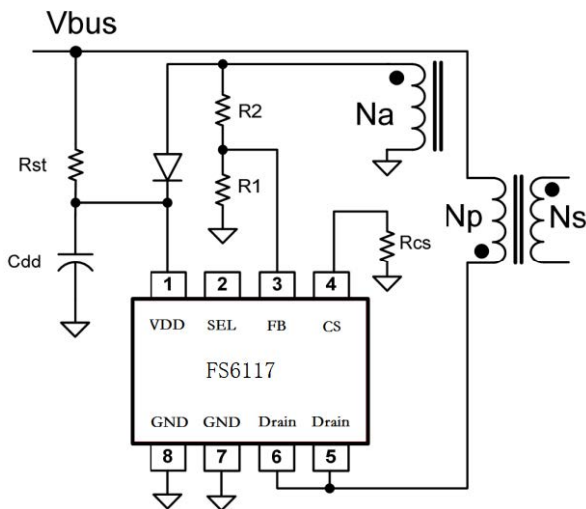 Vbus
R2
Na
Rst
R1
Np
Ns
Rcs
Cdd
1 2 3 4
VDD SEL FB CS
FS6117
GND GND Drain Drain
8 7 6 5